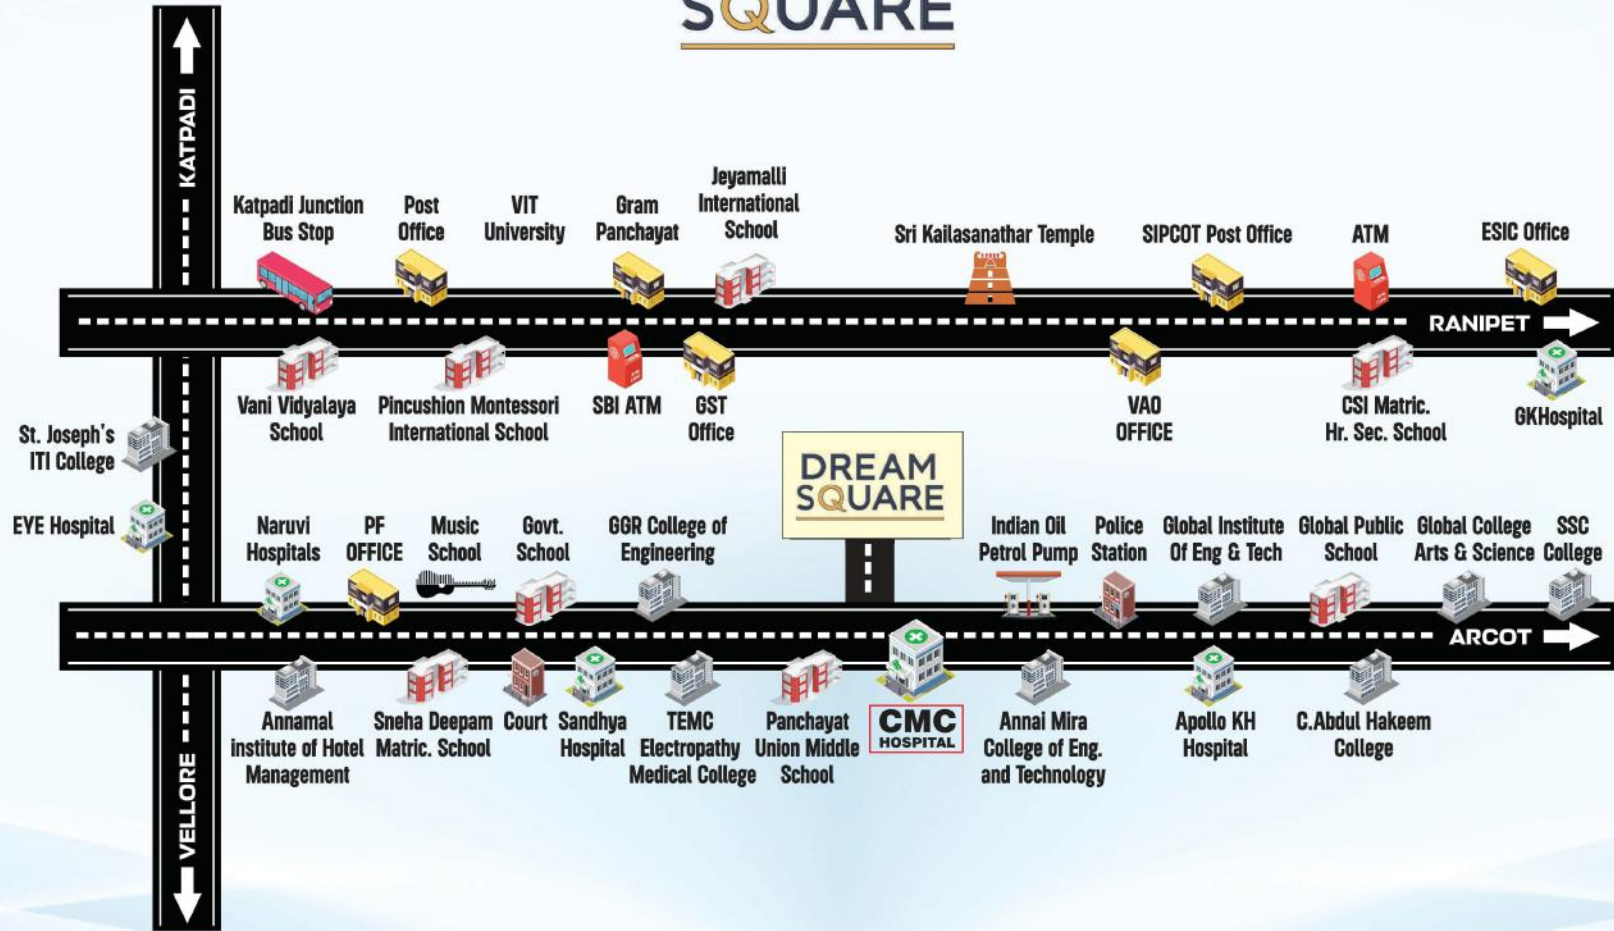 SQUARE
KATPADI
Katpadi Junction
Bus Stop
Post
Office
VIT
University
Gram
Panchayat
Jeyamalli
International
School
Sri Kailasanathar Temple
SIPCOT Post Office
ATM
ESIC Office
RANIPET
Vani Vidyalaya
School
Pincushion Montessori
International School
SBI ATM
GST
Office
VAO
OFFICE
CSI Matric.
Hr. Sec. School
GKHospital
St. Joseph's
ITI College
EYE Hospital
DREAM
SQUARE
Naruvi
Hospitals
PF
OFFICE
Music
School
Govt.
School
GGR College of
Engineering
Indian Oil
Petrol Pump
Police
Station
Global Institute
Of Eng & Tech
Global Public
School
Global College
Arts & Science
SSC
College
ARCOT
Annamal
institute of Hotel
Management
Sneha Deepam
Matric. School
Court
Sandhya
Hospital
TEMC
Electropathy
Medical College
Panchayat
Union Middle
School
CMC
HOSPITAL
Annai Mira
College of Eng.
and Technology
Apollo KH
Hospital
C.Abdul Hakeem
College
VELLORE